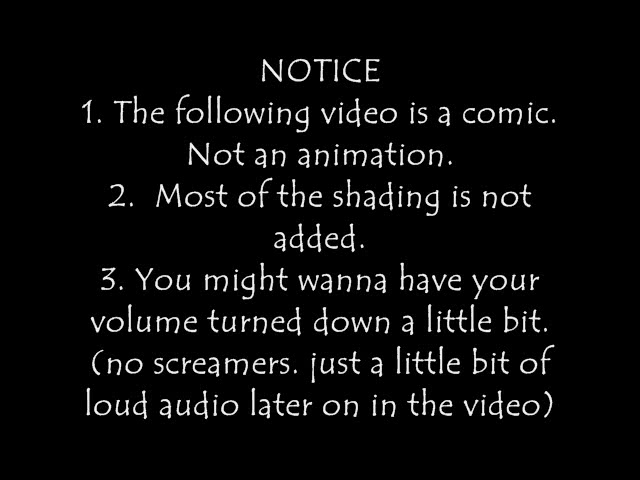 NOTICE
1. The following video is a comic.
Not an animation.
2. Most of the shading is not
added.
3. You might wanna have your
volume turned down a little bit.
(no screamers. just a little bit of
loud audio later on in the video)